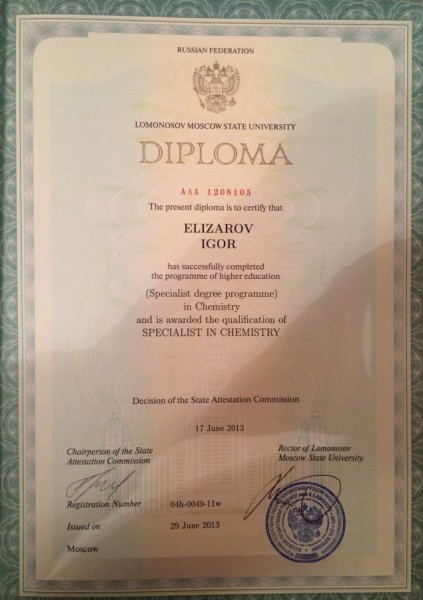 RUSSIAN FEDERATION
LOMONOSOV MOSCOW STATE UNIVERSITY
DIPLOMA
AAA 1208105
The present diploma is to certify that
ELIZAROV
IGOR
has successfully completed
the programme of higher education
(Specialist degree programme)
in Chemistry
and is awarded the qualification of
SPECIALIST IN CHEMISTRY
Decision of the State Attestation Commission
17 June 2013
Chairperson of the State
Attestation Commission
Rector of Lomonosov
Moscow State University
Registration Number 04h-0049-11w
Issued on 29 June 2013
Moscow